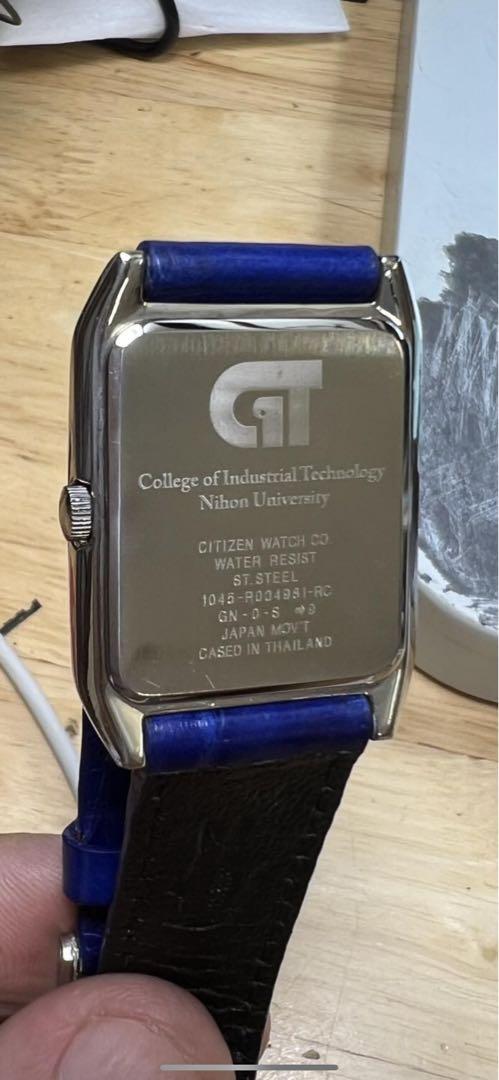 CIT
College of Industrial Technology
Nihon University
CITIZEN WATCH CO.
WATER RESIST
ST.STEEL
1045-R004981-RC
GN-0-S ⇨9
JAPAN MOV'T
CASED IN THAILAND